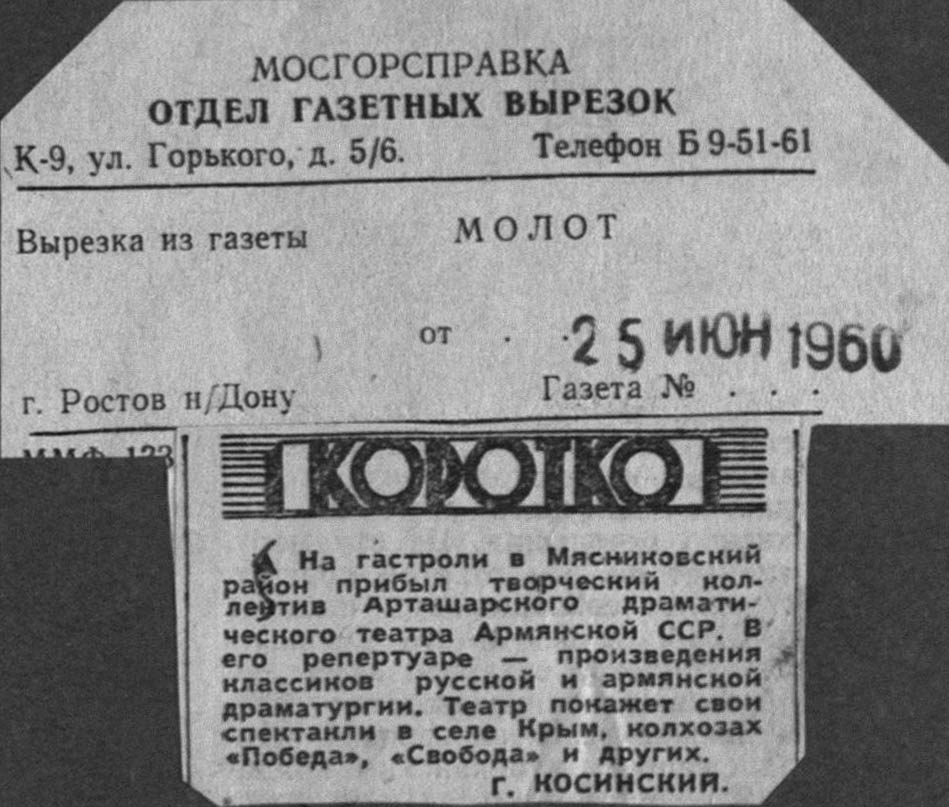 МОСГОРСПРАВКА
ОТДЕЛ ГАЗЕТНЫХ ВЫРЕЗОК
К-9, ул. Горького, д. 5/6. Телефон Б 9-51-61
Вырезка из газеты МОЛОТ
от . . 25 ИЮН 1960
г. Ростов н/Дону Газета № . . .
ММФ 123
КОРОТКО
На гастроли в Мясниковский
район прибыл творческий кол-
лектив Арташарского драмати-
ческого театра Армянской ССР. В
его репертуаре — произведения
классиков русской и армянской
драматургии. Театр покажет свои
спектакли в селе Крым, колхозах
«Победа», «Свобода» и других.
Г. КОСИНСКИЙ.